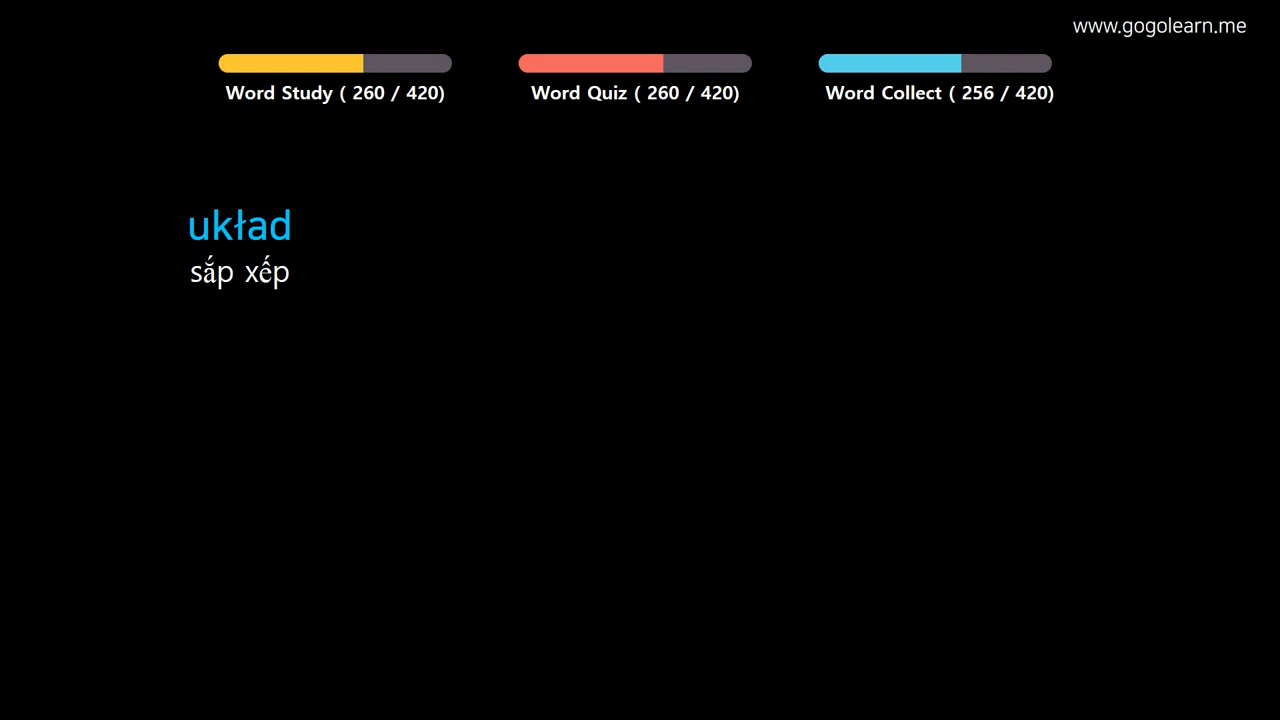 www.gogolearn.me
Word Study ( 260 / 420)
Word Quiz ( 260 / 420)
Word Collect ( 256 / 420)
układ
sắp xếp